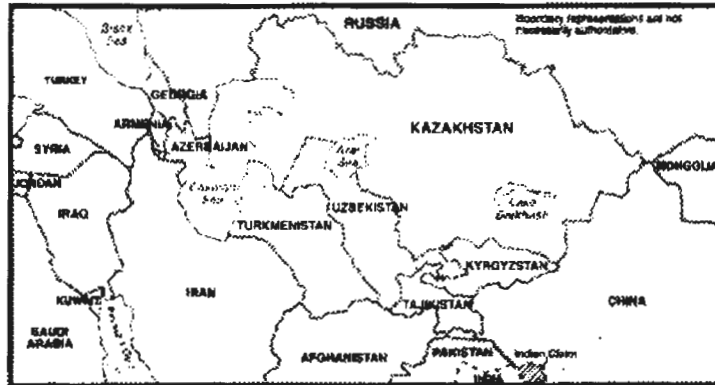 RUSSIA
Boundary representations are not
necessarily authoritative.
Black
Sea
TURKEY
GEORGIA
ARMENIA
AZERBAIJAN
KAZAKHSTAN
Aral
Sea
SYRIA
MONGOLIA
JORDAN
Caspian
Sea
Lake
Balkhash
IRAQ
UZBEKISTAN
TURKMENISTAN
KYRGYZSTAN
KUWAIT
IRAN
TAJIKISTAN
CHINA
SAUDI
ARABIA
AFGHANISTAN
PAKISTAN
Indian Claim
INDIA